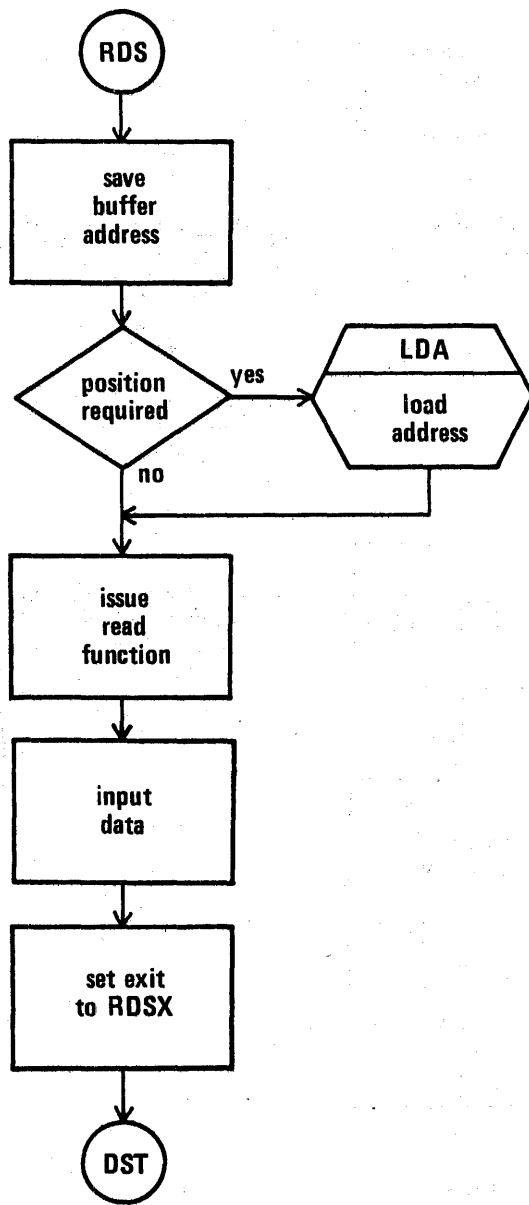 RDS
save
buffer
address
position
required
yes
no
LDA
load
address
issue
read
function
input
data
set exit
to RDSX
DST